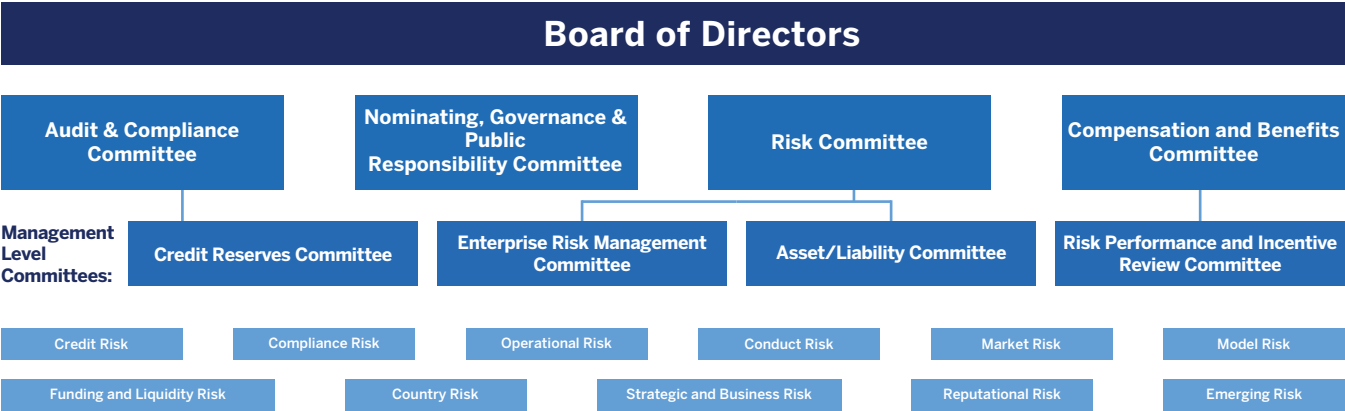 Board of Directors
Audit & Compliance
Committee
Nominating, Governance &
Public
Responsibility Committee
Risk Committee
Compensation and Benefits
Committee
Management
Level
Committees:
Credit Reserves Committee
Enterprise Risk Management
Committee
Asset/Liability Committee
Risk Performance and Incentive
Review Committee
Credit Risk
Compliance Risk
Operational Risk
Conduct Risk
Market Risk
Model Risk
Funding and Liquidity Risk
Country Risk
Strategic and Business Risk
Reputational Risk
Emerging Risk